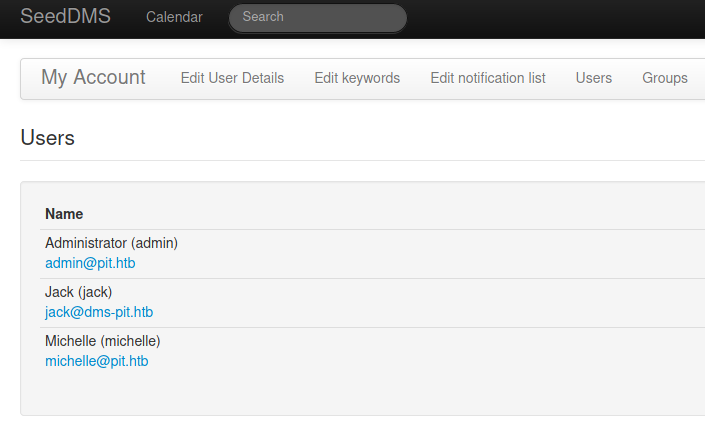 SeedDMS Calendar Search
My Account Edit User Details Edit keywords Edit notification list Users Groups
Users
Name
Administrator (admin)
admin@pit.htb
Jack (jack)
jack@dms-pit.htb
Michelle (michelle)
michelle@pit.htb